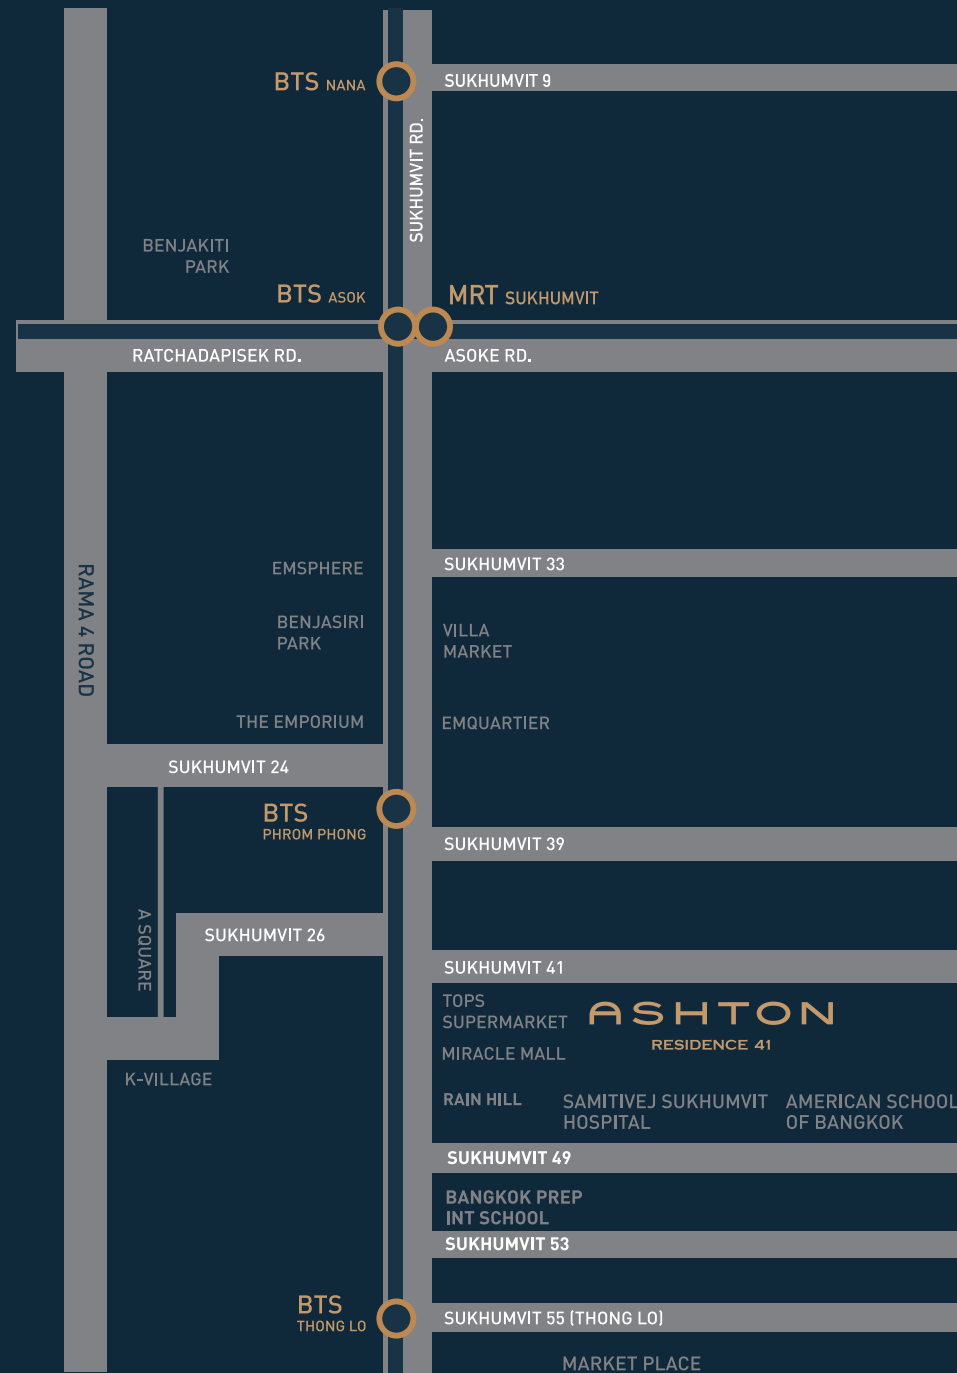 BTS NANA
SUKHUMVIT 9
SUKHUMVIT RD.
BENJAKITI
PARK
BTS ASOK
MRT SUKHUMVIT
RATCHADAPISEK RD.
ASOKE RD.
RAMA 4 ROAD
EMSPHERE
SUKHUMVIT 33
BENJASIRI
PARK
VILLA
MARKET
THE EMPORIUM
EMQUARTIER
SUKHUMVIT 24
BTS
PHROM PHONG
SUKHUMVIT 39
A SQUARE
SUKHUMVIT 26
SUKHUMVIT 41
TOPS
SUPERMARKET
ASHTON
RESIDENCE 41
MIRACLE MALL
K-VILLAGE
RAIN HILL
SAMITIVEJ SUKHUMVIT
HOSPITAL
AMERICAN SCHOOL
OF BANGKOK
SUKHUMVIT 49
BANGKOK PREP
INT SCHOOL
SUKHUMVIT 53
BTS
THONG LO
SUKHUMVIT 55 (THONG LO)
MARKET PLACE